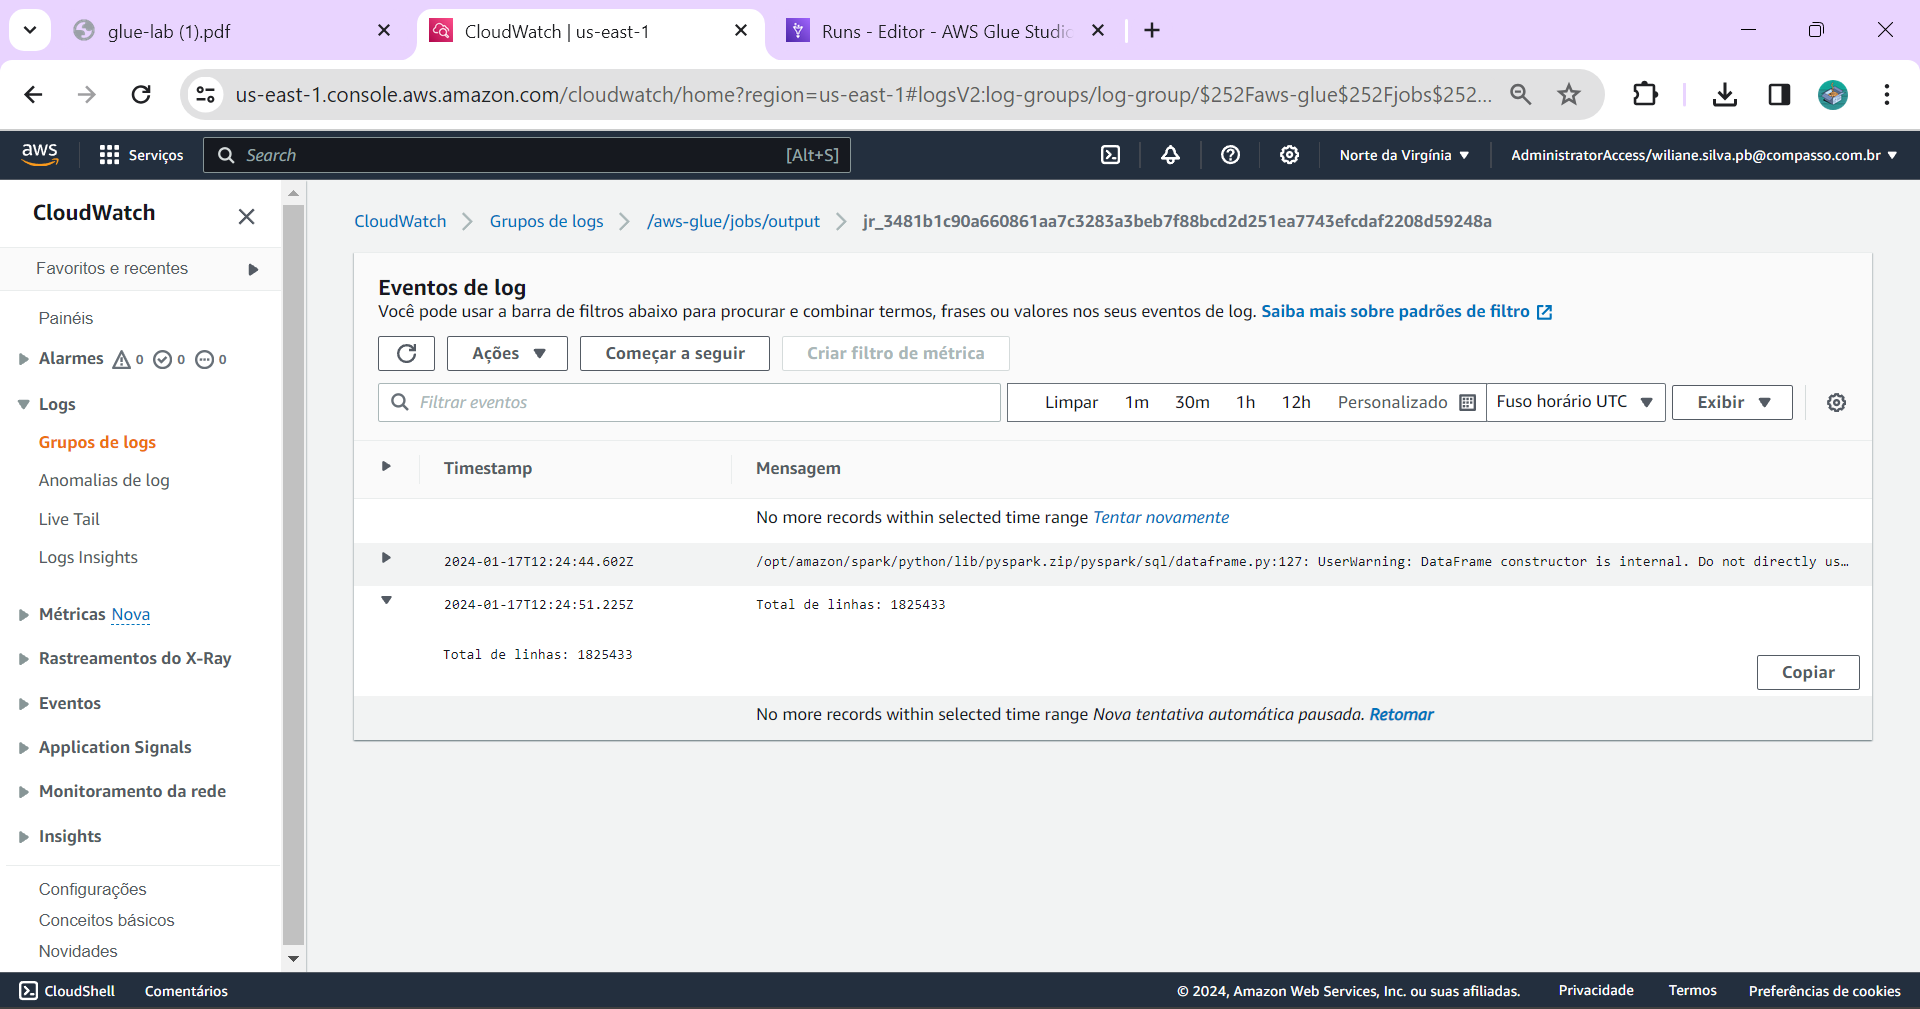 glue-lab (1).pdf
CloudWatch | us-east-1
Runs - Editor - AWS Glue Studio
us-east-1.console.aws.amazon.com/cloudwatch/home?region=us-east-1#logsV2:log-groups/log-group/$252Faws-glue$252Fjobs$252...
aws
Serviços
Search
[Alt+S]
Norte da Virgínia
AdministratorAccess/wiliane.silva.pb@compasso.com.br
CloudWatch
Favoritos e recentes
Painéis
Alarmes 0 0 0
Logs
Grupos de logs
Anomalias de log
Live Tail
Logs Insights
Métricas Nova
Rastreamentos do X-Ray
Eventos
Application Signals
Monitoramento da rede
Insights
Configurações
Conceitos básicos
Novidades
CloudWatch
Grupos de logs
/aws-glue/jobs/output
jr_3481b1c90a660861aa7c3283a3beb7f88bcd2d251ea7743efcdaf2208d59248a
Eventos de log
Você pode usar a barra de filtros abaixo para procurar e combinar termos, frases ou valores nos seus eventos de log. Saiba mais sobre padrões de filtro
Ações
Começar a seguir
Criar filtro de métrica
Filtrar eventos
Limpar
1m
30m
1h
12h
Personalizado
Fuso horário UTC
Exibir
Timestamp
Mensagem
No more records within selected time range Tentar novamente
2024-01-17T12:24:44.602Z
/opt/amazon/spark/python/lib/pyspark.zip/pyspark/sql/dataframe.py:127: UserWarning: DataFrame constructor is internal. Do not directly us…
2024-01-17T12:24:51.225Z
Total de linhas: 1825433
Total de linhas: 1825433
Copiar
No more records within selected time range Nova tentativa automática pausada. Retomar
CloudShell
Comentários
© 2024, Amazon Web Services, Inc. ou suas afiliadas.
Privacidade
Termos
Preferências de cookies